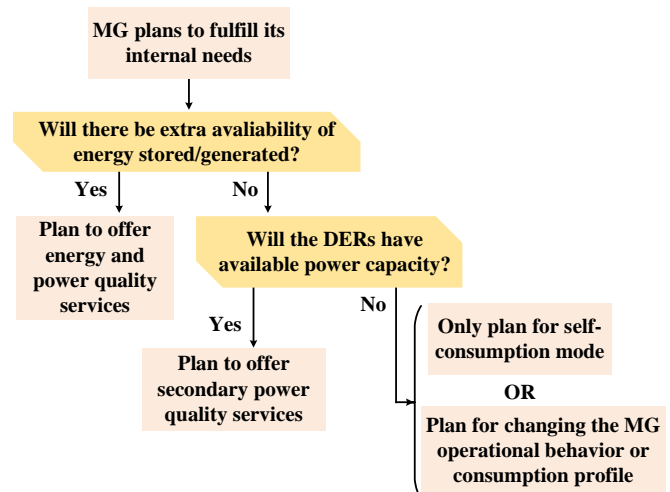 MG plans to fulfill its
internal needs
Will there be extra avaliability of
energy stored/generated?
Yes
No
Plan to offer
energy and
power quality
services
Will the DERs have
available power capacity?
Yes
No
Plan to offer
secondary power
quality services
Only plan for self-
consumption mode
OR
Plan for changing the MG
operational behavior or
consumption profile